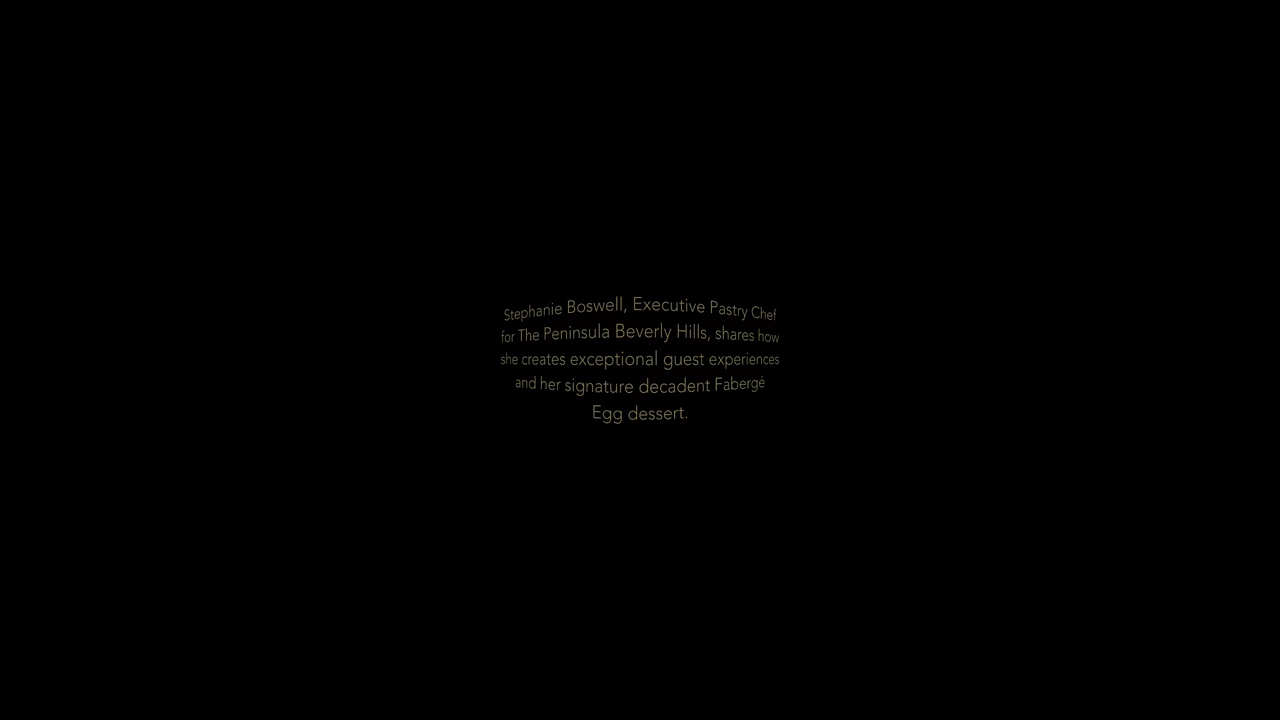 Stephanie Boswell, Executive Pastry Chef
for The Peninsula Beverly Hills, shares how
she creates exceptional guest experiences
and her signature decadent Fabergé
Egg dessert.